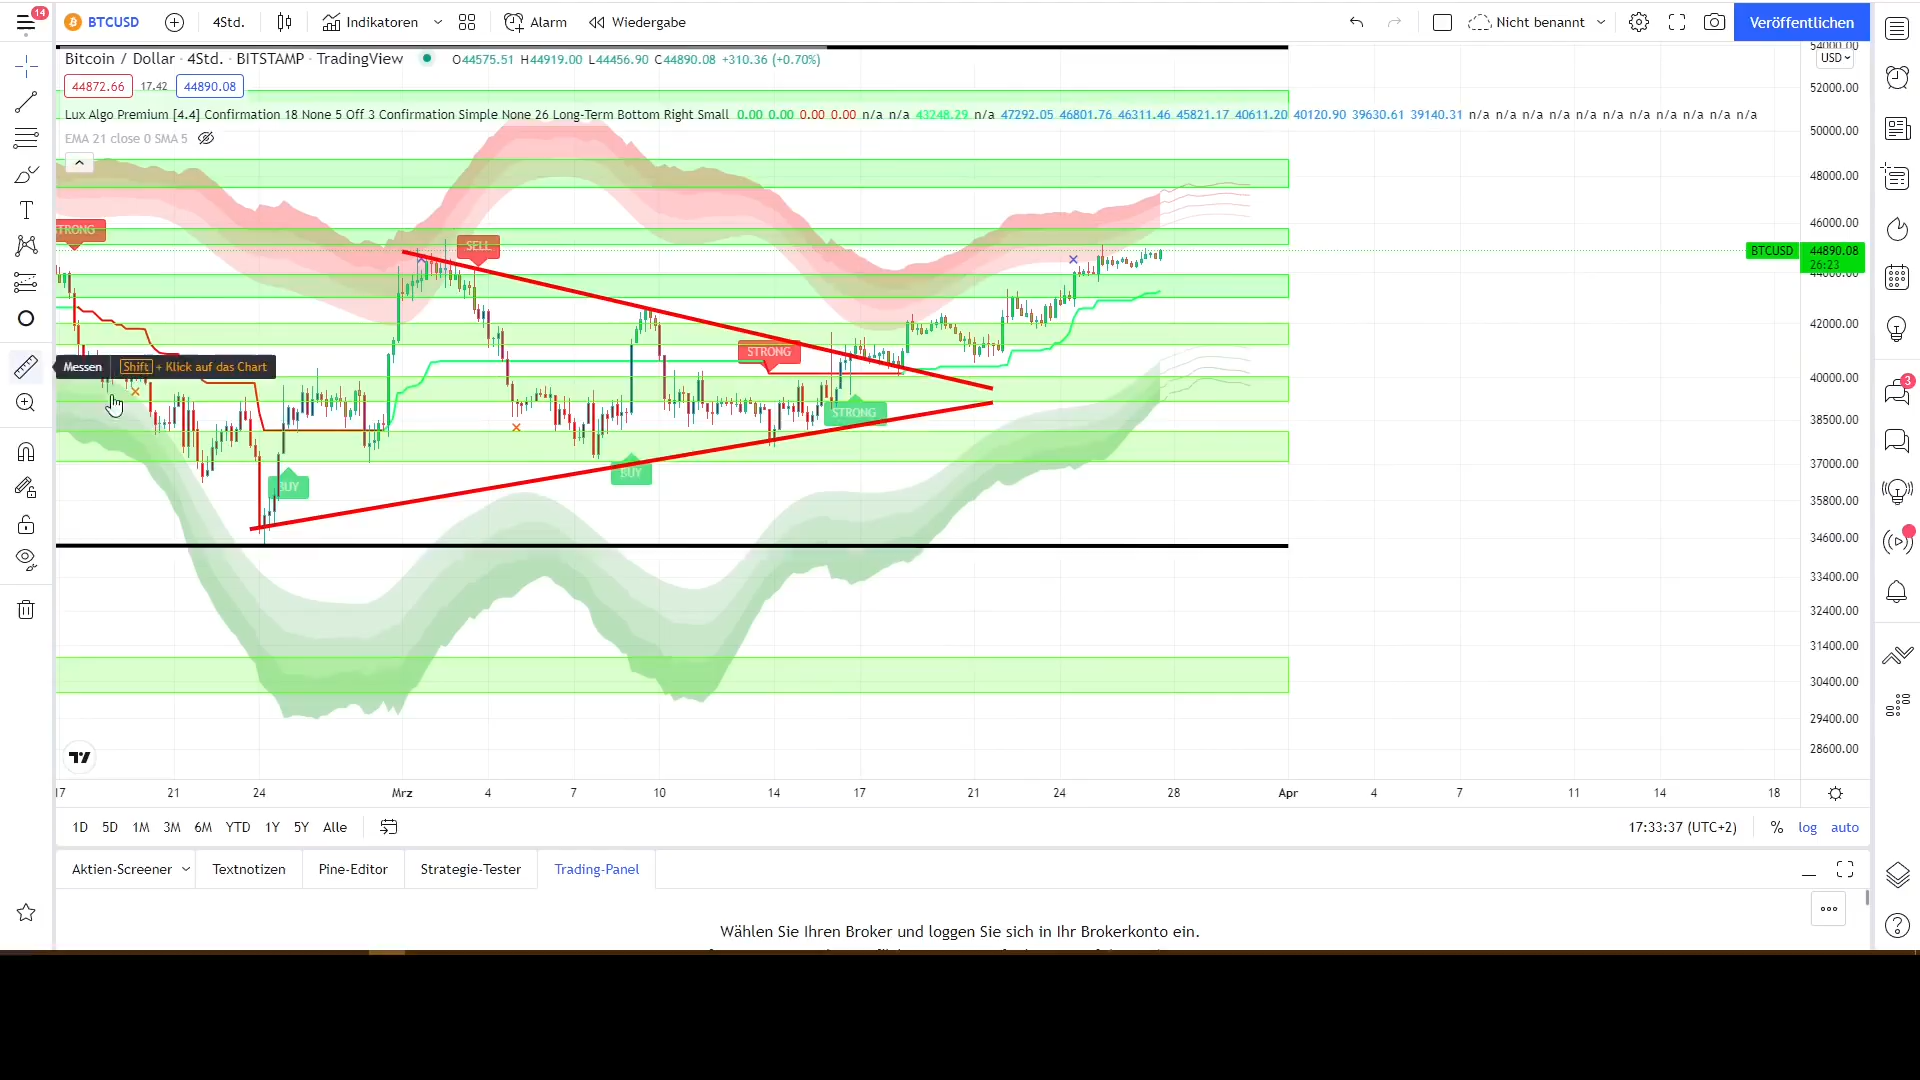 14
BTCUSD
4Std.
Indikatoren
Alarm
Wiedergabe
Nicht benannt
Veröffentlichen
Bitcoin / Dollar · 4Std. · BITSTAMP · TradingView
O44575.51 H44919.00 L44456.90 C44890.08 +310.36 (+0.70%)
44872.66
17.42
44890.08
Lux Algo Premium [4.4] Confirmation 18 None 5 Off 3 Confirmation Simple None 26 Long-Term Bottom Right Small 0.00 0.00 0.00 0.00 n/a n/a 43248.29 n/a 47292.05 46801.76 46311.46 45821.17 40611.20 40120.90 39630.61 39140.31 n/a n/a n/a n/a n/a n/a n/a n/a n/a n/a n/a n/a
EMA 21 close 0 SMA 5
54000.00
USD
52000.00
50000.00
48000.00
46000.00
BTCUSD
44890.08
26:23
44000.00
42000.00
40000.00
38500.00
37000.00
35800.00
34600.00
33400.00
32400.00
31400.00
30400.00
29400.00
28600.00
STRONG
SELL
STRONG
STRONG
BUY
BUY
Messen
Shift + Klick auf das Chart
17
21
24
Mrz
4
7
10
14
17
21
24
28
Apr
4
7
11
14
18
1D
5D
1M
3M
6M
YTD
1Y
5Y
Alle
17:33:37 (UTC+2)
%
log
auto
Aktien-Screener
Textnotizen
Pine-Editor
Strategie-Tester
Trading-Panel
3
Wählen Sie Ihren Broker und loggen Sie sich in Ihr Brokerkonto ein.